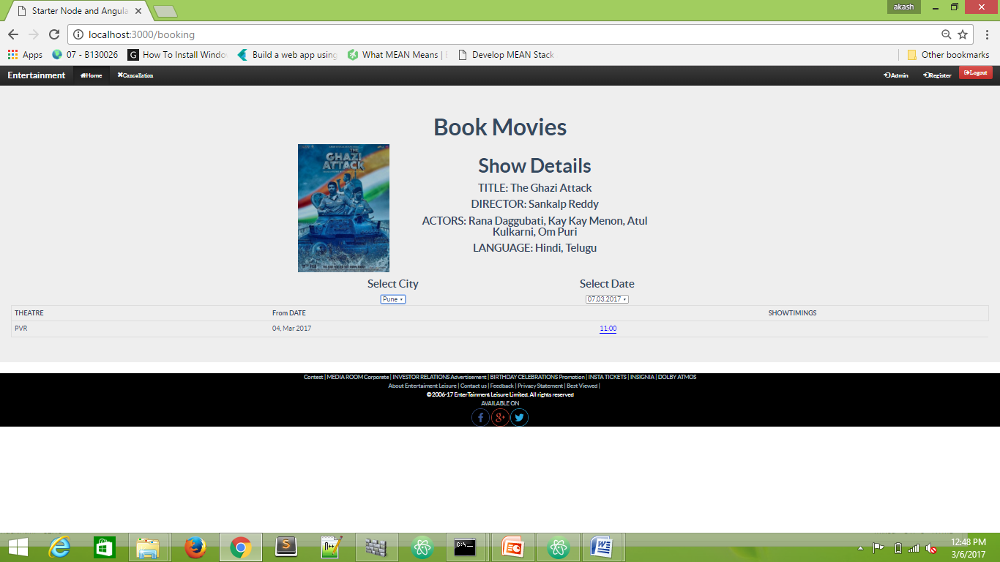 Starter Node and Angula
akash
localhost:3000/booking
Apps 07 - B130026 G How To Install Windo Build a web app using What MEAN Means | Develop MEAN Stack Other bookmarks
Entertainment Home Cancellation Admin Register Logout
Book Movies
THE GHAZI ATTACK
Show Details
TITLE: The Ghazi Attack
DIRECTOR: Sankalp Reddy
ACTORS: Rana Daggubati, Kay Kay Menon, Atul
Kulkarni, Om Puri
LANGUAGE: Hindi, Telugu
Select City Select Date
Pune 07,03,2017
THEATRE From DATE SHOWTIMINGS
PVR 04, Mar 2017 11:00
Contest | MEDIA ROOM Corporate | INVESTOR RELATIONS Advertisement | BIRTHDAY CELEBRATIONS Promotion | INSTA TICKETS | INSIGNIA | DOLBY ATMOS
About Entertaiment Leisure | Contact us | Feedback | Privacy Statement | Best Viewed |
©2006-17 EnterTainment Leisure Limited. All rights reserved
AVAILABLE ON
12:48 PM
3/6/2017